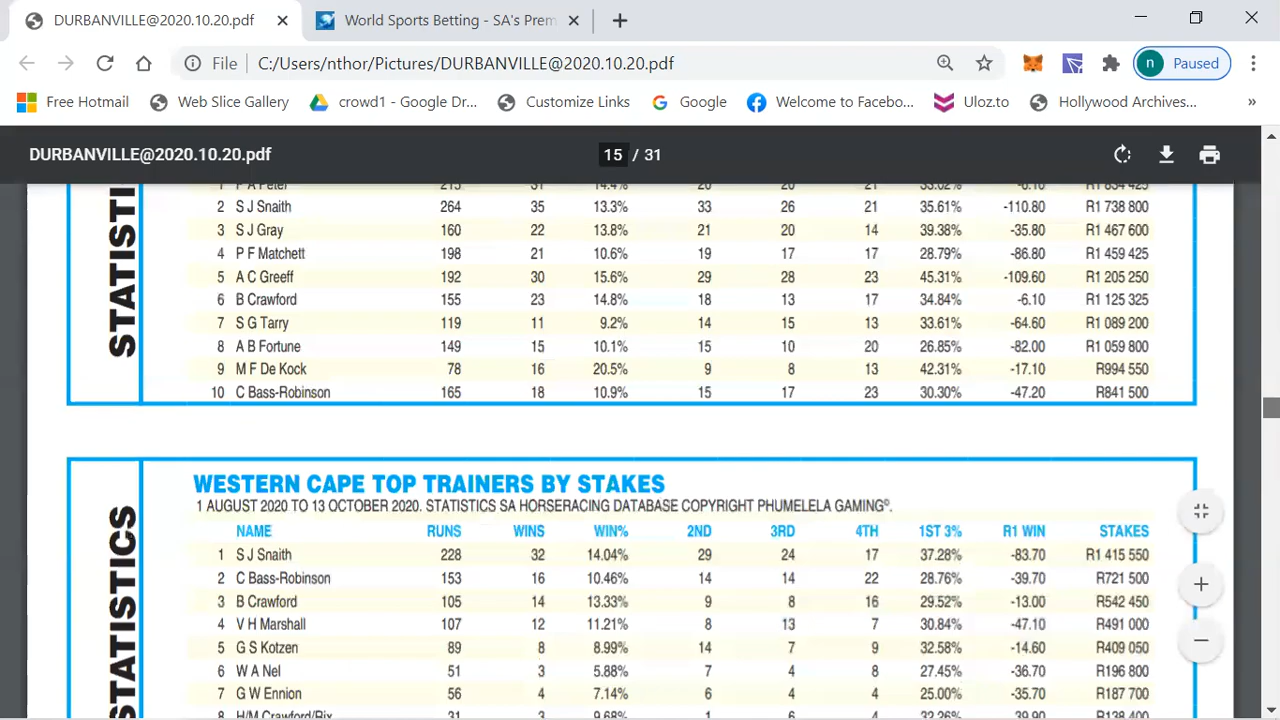 DURBANVILLE@2020.10.20.pdf
World Sports Betting - SA's Prem
File
C:/Users/nthor/Pictures/DURBANVILLE@2020.10.20.pdf
n Paused
Free Hotmail
Web Slice Gallery
crowd1 - Google Dr...
Customize Links
Google
Welcome to Facebo...
Uloz.to
Hollywood Archives...
»
DURBANVILLE@2020.10.20.pdf
15 / 31
STATISTI
1 P A Peter 215 31 14.4% 20 20 21 33.02% -6.10 R1 834 425
2 S J Snaith 264 35 13.3% 33 26 21 35.61% -110.80 R1 738 800
3 S J Gray 160 22 13.8% 21 20 14 39.38% -35.80 R1 467 600
4 P F Matchett 198 21 10.6% 19 17 17 28.79% -86.80 R1 459 425
5 A C Greeff 192 30 15.6% 29 28 23 45.31% -109.60 R1 205 250
6 B Crawford 155 23 14.8% 18 13 17 34.84% -6.10 R1 125 325
7 S G Tarry 119 11 9.2% 14 15 13 33.61% -64.60 R1 089 200
8 A B Fortune 149 15 10.1% 15 10 20 26.85% -82.00 R1 059 800
9 M F De Kock 78 16 20.5% 9 8 13 42.31% -17.10 R994 550
10 C Bass-Robinson 165 18 10.9% 15 17 23 30.30% -47.20 R841 500
STATISTICS
WESTERN CAPE TOP TRAINERS BY STAKES
1 AUGUST 2020 TO 13 OCTOBER 2020. STATISTICS SA HORSERACING DATABASE COPYRIGHT PHUMELELA GAMING©.
NAME RUNS WINS WIN% 2ND 3RD 4TH 1ST 3% R1 WIN STAKES
1 S J Snaith 228 32 14.04% 29 24 17 37.28% -83.70 R1 415 550
2 C Bass-Robinson 153 16 10.46% 14 14 22 28.76% -39.70 R721 500
3 B Crawford 105 14 13.33% 9 8 16 29.52% -13.00 R542 450
4 V H Marshall 107 12 11.21% 8 13 7 30.84% -47.10 R491 000
5 G S Kotzen 89 8 8.99% 14 7 9 32.58% -14.60 R409 050
6 W A Nel 51 3 5.88% 7 4 8 27.45% -36.70 R196 800
7 G W Ennion 56 4 7.14% 6 4 4 25.00% -35.70 R187 700
8 H/M Crawford/Rix 31 3 9.68% 1 6 4 32.26% -39.90 R138 400